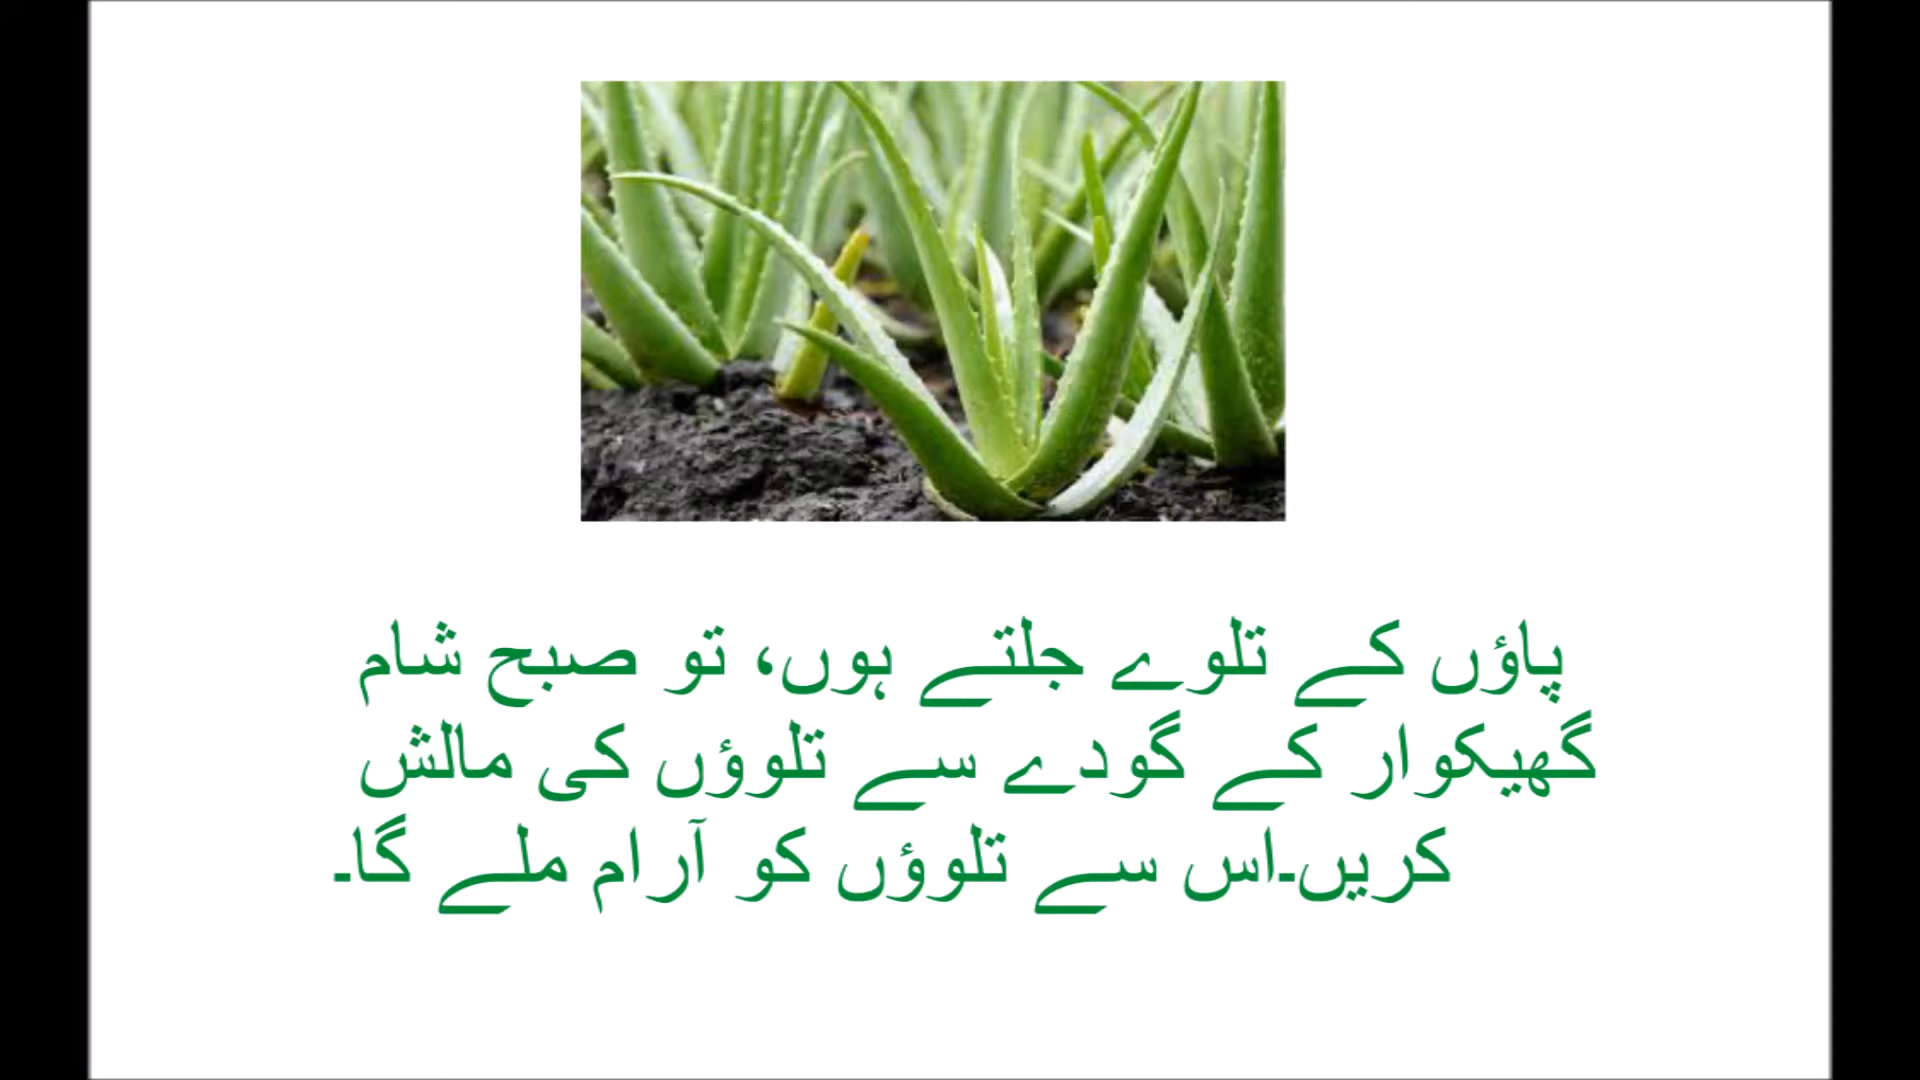 پاؤں کے تلوے جلتے ہوں، تو صبح شام
گھیکوار کے گودے سے تلوؤں کی مالش
کریں۔اس سے تلوؤں کو آرام ملے گا۔